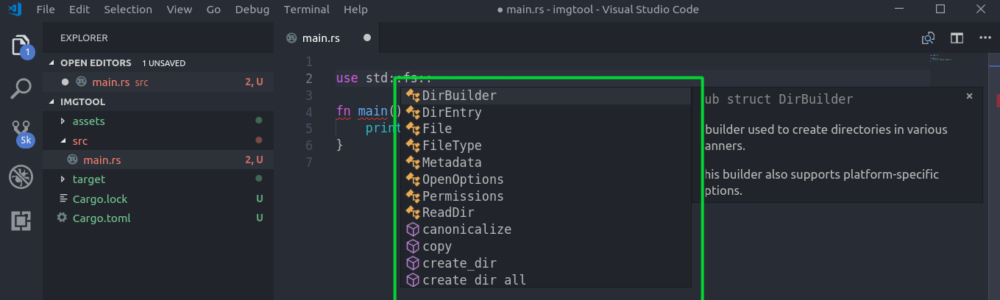 File Edit Selection View Go Debug Terminal Help
● main.rs - imgtool - Visual Studio Code
EXPLORER
OPEN EDITORS 1 UNSAVED
main.rs src 2, U
IMGTOOL
assets
src
main.rs 2, U
target
Cargo.lock U
Cargo.toml U
1
5k
main.rs
1
2 use std::fs::
3
4 fn main()
5 print
6 }
7
DirBuilder
DirEntry
File
FileType
Metadata
OpenOptions
Permissions
ReadDir
canonicalize
copy
create_dir
create_dir_all
ub struct DirBuilder ×
builder used to create directories in various
anners.
his builder also supports platform-specific
ptions.